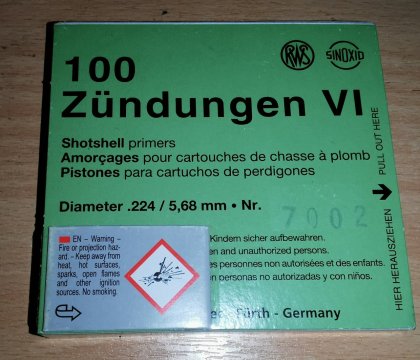 100
RWS
SINOXID
Zündungen VI
Shotshell primers
Amorçages pour cartouches de chasse à plomb
Pistones para cartuchos de perdigones
Diameter .224 / 5,68 mm • Nr. 7002
Kindern sicher aufbewahren.
en and unauthorized persons.
es personnes non autorisées et des enfants.
personas no autorizadas y con niños.
Fürth - Germany
EN – Warning –
Fire or projection haz-
ard. – Keep away from
heat, hot surfaces,
sparks, open flames
and other ignition
sources. No smoking.
HIER HERAUSZIEHEN → PULL OUT HERE